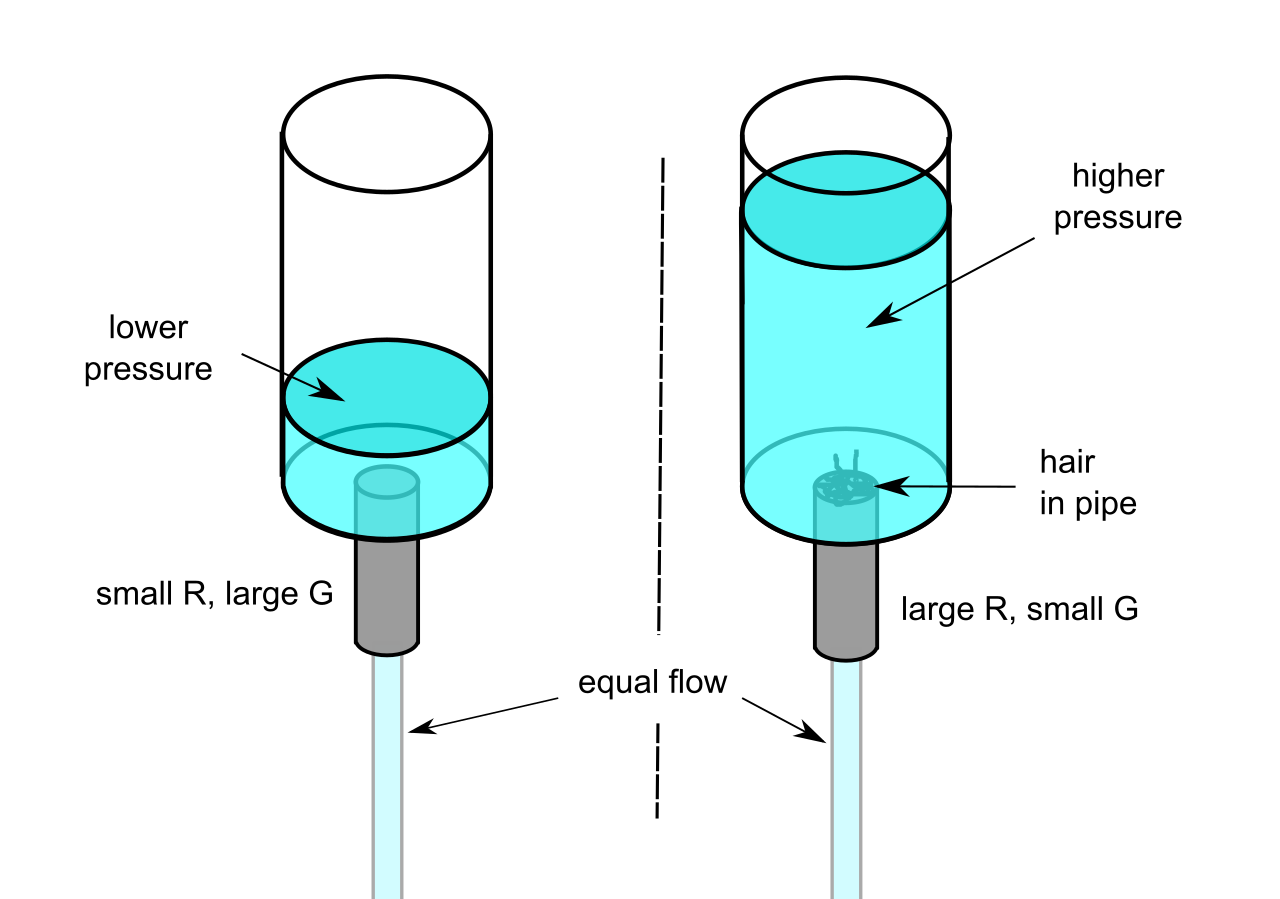 higher
pressure
lower
pressure
hair
in pipe
small R, large G
large R, small G
equal flow